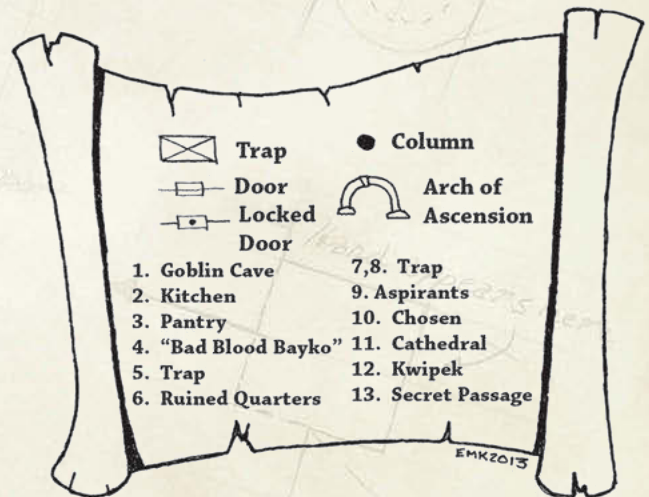 Trap
Column
Door
Locked
Door
Arch of
Ascension
1. Goblin Cave
2. Kitchen
3. Pantry
4. “Bad Blood Bayko”
5. Trap
6. Ruined Quarters
7,8. Trap
9. Aspirants
10. Chosen
11. Cathedral
12. Kwipek
13. Secret Passage
EMK2013